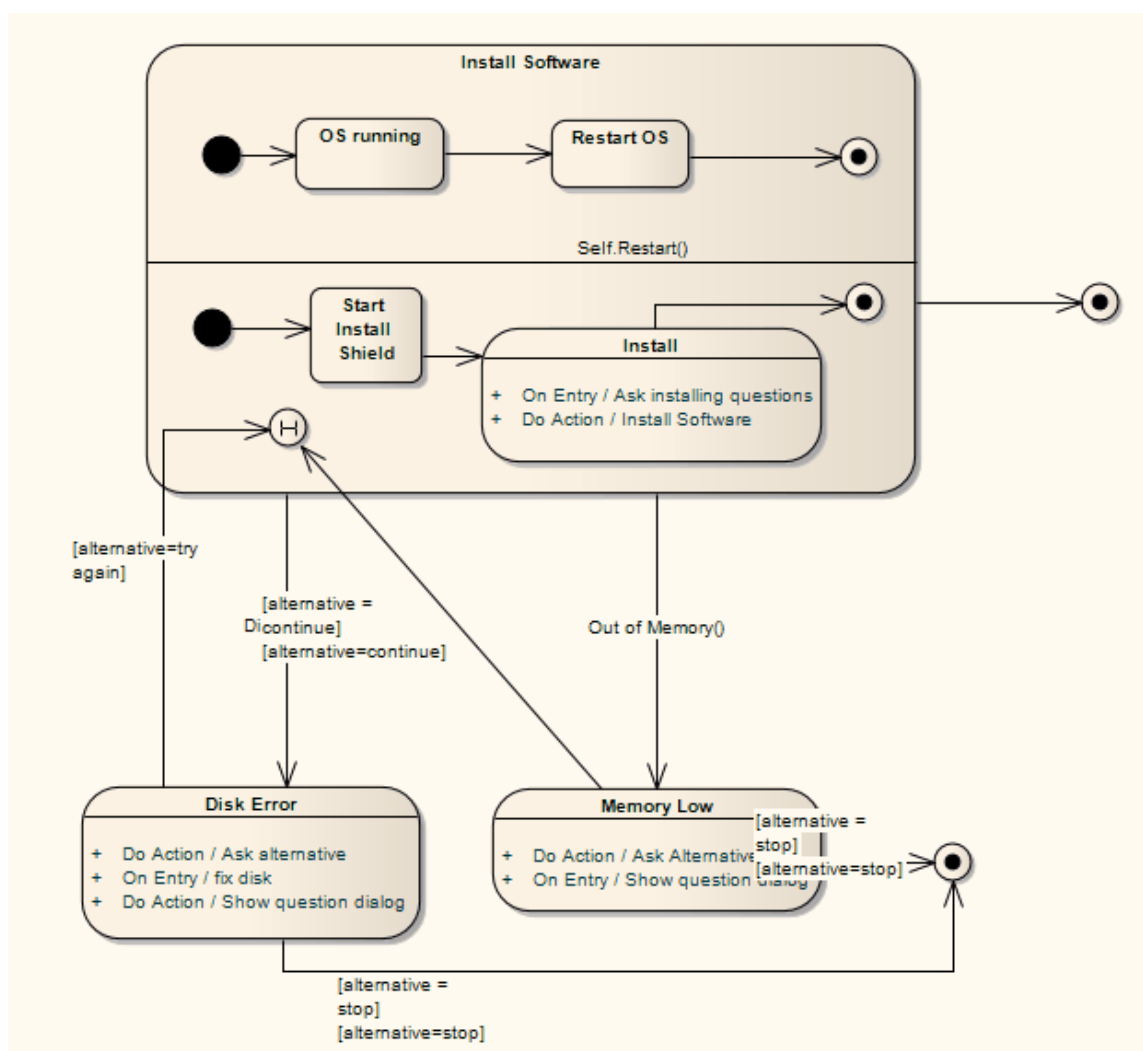 Install Software
OS running
Restart OS
Self.Restart()
Start
Install
Shield
Install
+ On Entry / Ask installing questions
+ Do Action / Install Software
H
[alternative=try
again]
[alternative =
Dicontinue]
[alternative=continue]
Out of Memory()
Disk Error
+ Do Action / Ask alternative
+ On Entry / fix disk
+ Do Action / Show question dialog
Memory Low
+ Do Action / Ask Alternative
+ On Entry / Show question dialog
[alternative =
stop]
[alternative=stop]
[alternative =
stop]
[alternative=stop]